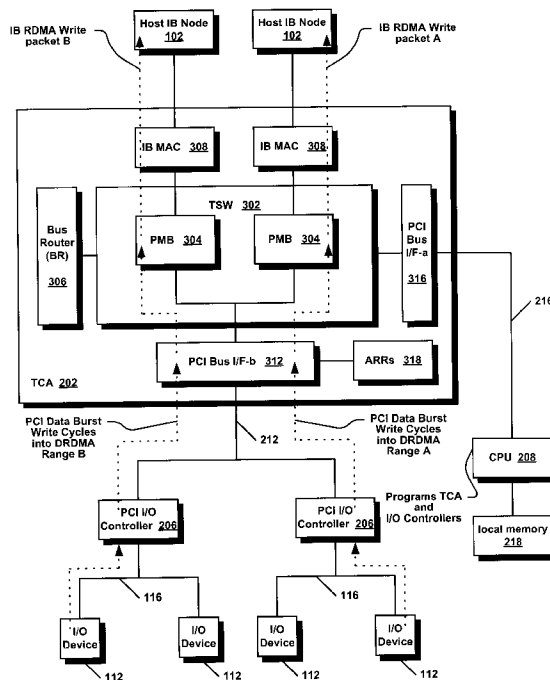 IB RDMA Write
packet B
Host IB Node
102
Host IB Node
102
IB RDMA Write
packet A
IB MAC
308
IB MAC
308
TSW 302
Bus
Router
(BR)
306
PMB
304
PMB
304
PCI
Bus
I/F-a
316
216
PCI Bus I/F-b 312
ARRs 318
TCA 202
PCI Data Burst
Write Cycles
into DRDMA
Range B
212
PCI Data Burst
Write Cycles
into DRDMA
Range A
CPU 208
Programs TCA
and
I/O Controllers
local memory
218
PCI I/O
Controller 206
PCI I/O
Controller 206
116
116
I/O
Device
I/O
Device
I/O
Device
I/O
Device
112
112
112
112